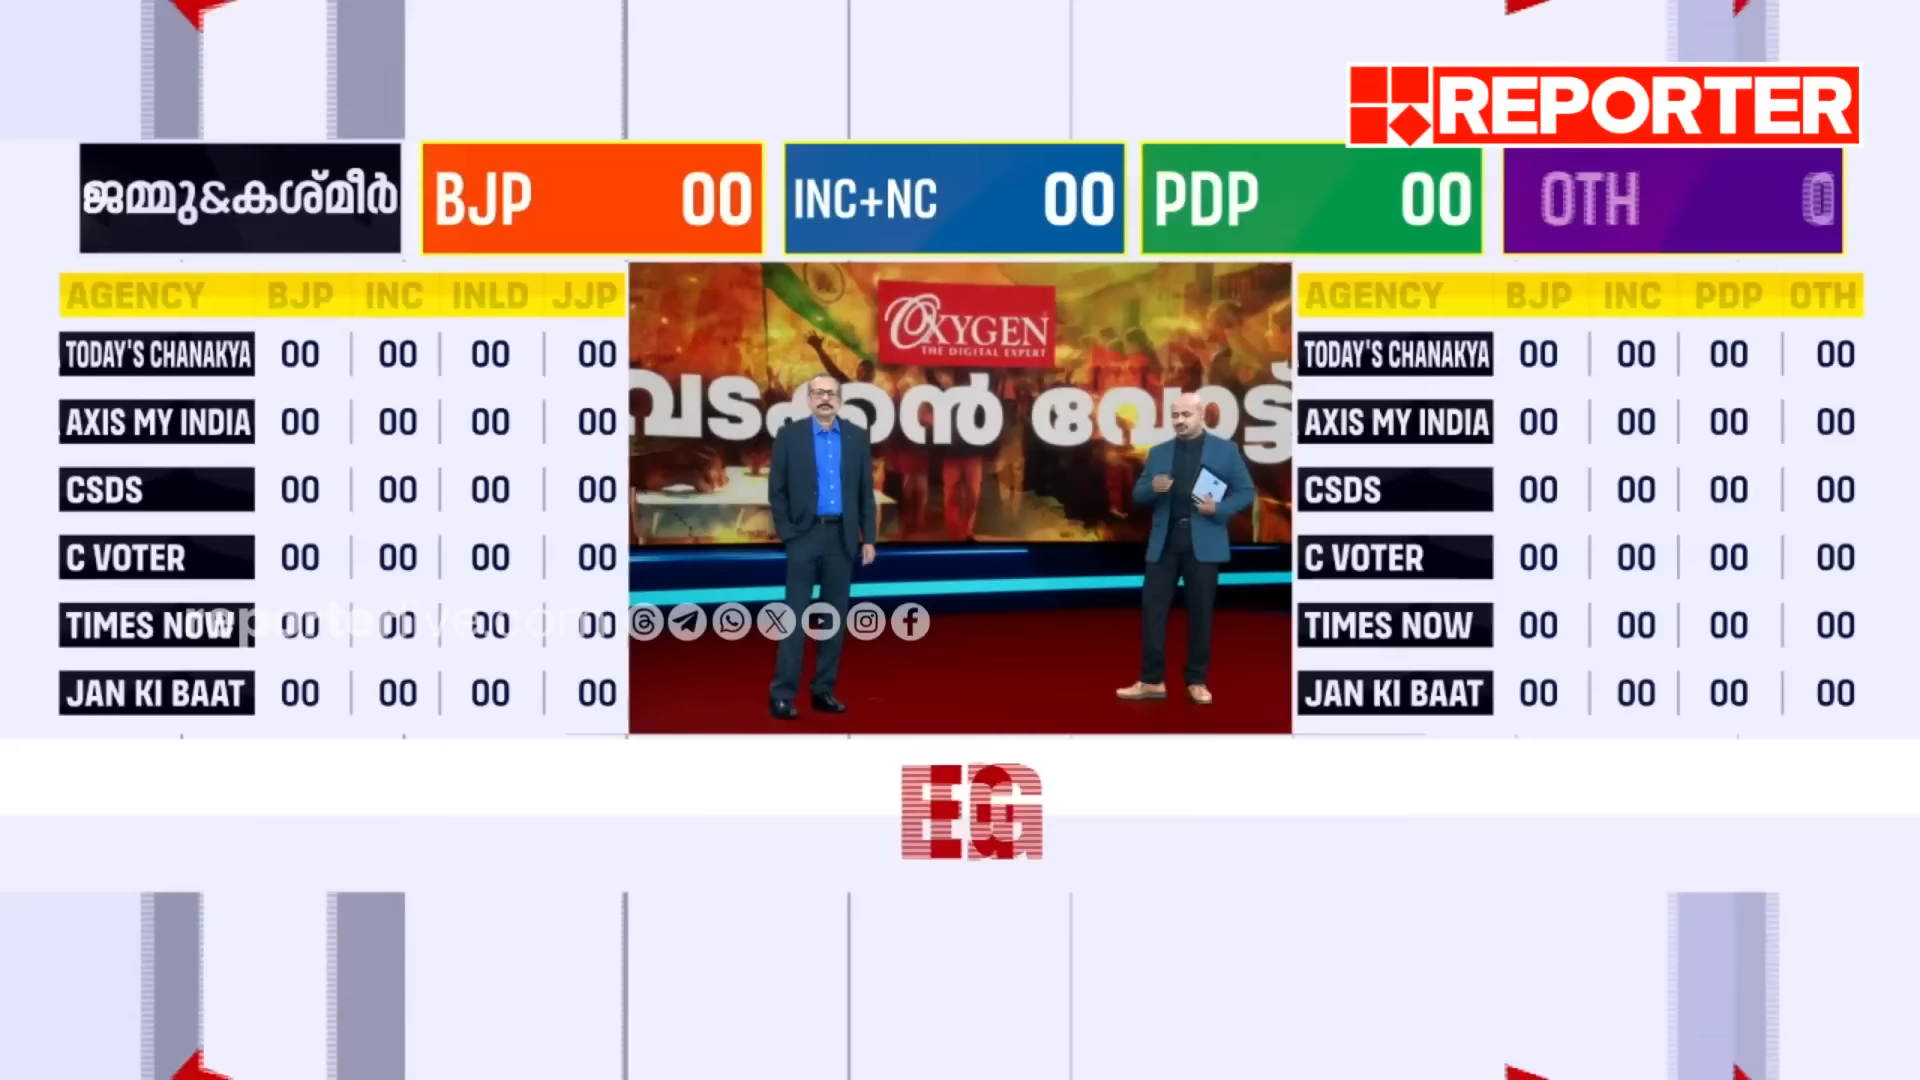 REPORTER
ജമ്മു&കശ്മീർ BJP 00 INC+NC 00 PDP 00 OTH 0
AGENCY BJP INC INLD JJP
TODAY'S CHANAKYA 00 00 00 00
AXIS MY INDIA 00 00 00 00
CSDS 00 00 00 00
C VOTER 00 00 00 00
TIMES NOW 00 00 00 00
JAN KI BAAT 00 00 00 00
OXYGEN
THE DIGITAL EXPERT
വടക്കൻ വോട്ട്
reporterlive.com
AGENCY BJP INC PDP OTH
TODAY'S CHANAKYA 00 00 00 00
AXIS MY INDIA 00 00 00 00
CSDS 00 00 00 00
C VOTER 00 00 00 00
TIMES NOW 00 00 00 00
JAN KI BAAT 00 00 00 00